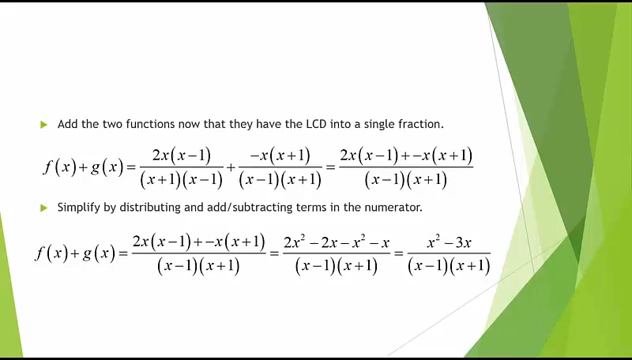 Add the two functions now that they have the LCD into a single fraction.
f(x)+g(x)= 2x(x−1)/(x+1)(x−1) + −x(x+1)/(x−1)(x+1) = 2x(x−1)+−x(x+1)/(x−1)(x+1)
Simplify by distributing and add/subtracting terms in the numerator.
f(x)+g(x)= 2x(x−1)+−x(x+1)/(x−1)(x+1) = 2x²−2x−x²−x/(x−1)(x+1) = x²−3x/(x−1)(x+1)